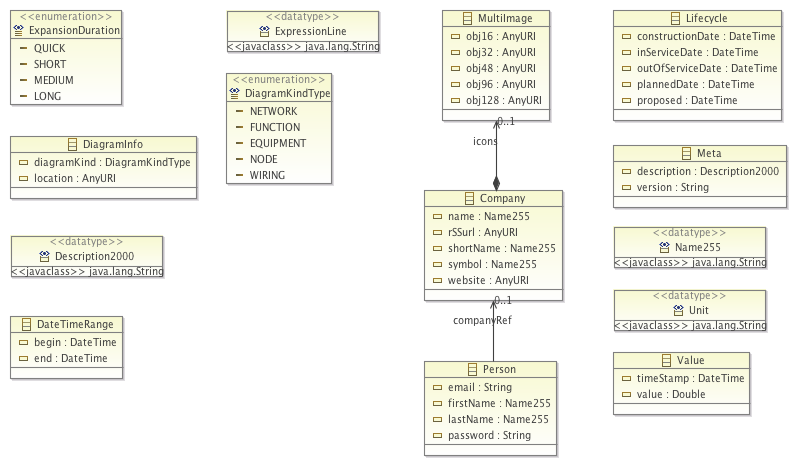 <<enumeration>>
ExpansionDuration
QUICK
SHORT
MEDIUM
LONG
DiagramInfo
diagramKind : DiagramKindType
location : AnyURI
<<datatype>>
Description2000
<<javaclass>> java.lang.String
DateTimeRange
begin : DateTime
end : DateTime
<<datatype>>
ExpressionLine
<<javaclass>> java.lang.String
<<enumeration>>
DiagramKindType
NETWORK
FUNCTION
EQUIPMENT
NODE
WIRING
MultiImage
obj16 : AnyURI
obj32 : AnyURI
obj48 : AnyURI
obj96 : AnyURI
obj128 : AnyURI
0..1
icons
Company
name : Name255
rSSurl : AnyURI
shortName : Name255
symbol : Name255
website : AnyURI
0..1
companyRef
Person
email : String
firstName : Name255
lastName : Name255
password : String
Lifecycle
constructionDate : DateTime
inServiceDate : DateTime
outOfServiceDate : DateTime
plannedDate : DateTime
proposed : DateTime
Meta
description : Description2000
version : String
<<datatype>>
Name255
<<javaclass>> java.lang.String
<<datatype>>
Unit
<<javaclass>> java.lang.String
Value
timeStamp : DateTime
value : Double